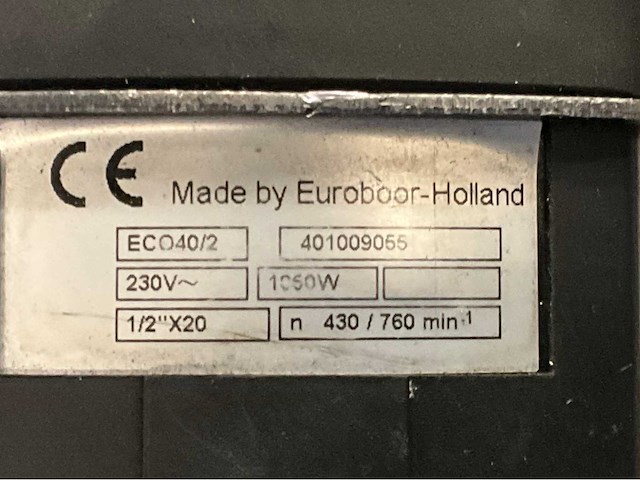 CE Made by Euroboor-Holland
ECO40/2 401009055
230V~
1/2"X20 n 430 / 760 min-1